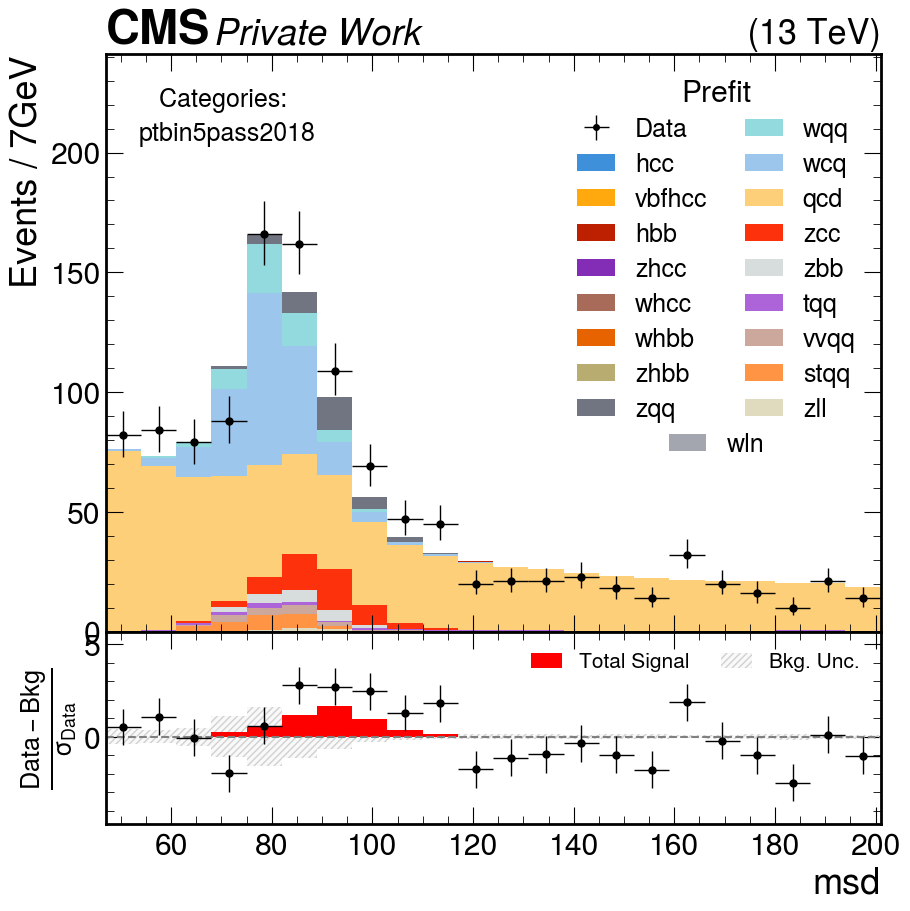 CMS Private Work (13 TeV)
Events / 7GeV
Categories:
ptbin5pass2018
Prefit
Data
hcc
vbfhcc
hbb
zhcc
whcc
whbb
zhbb
zqq
wqq
wcq
qcd
zcc
zbb
tqq
vvqq
stqq
zll
wln
200
150
100
50
0
Data – Bkg
σData
5
0
Total Signal
Bkg. Unc.
60 80 100 120 140 160 180 200
msd